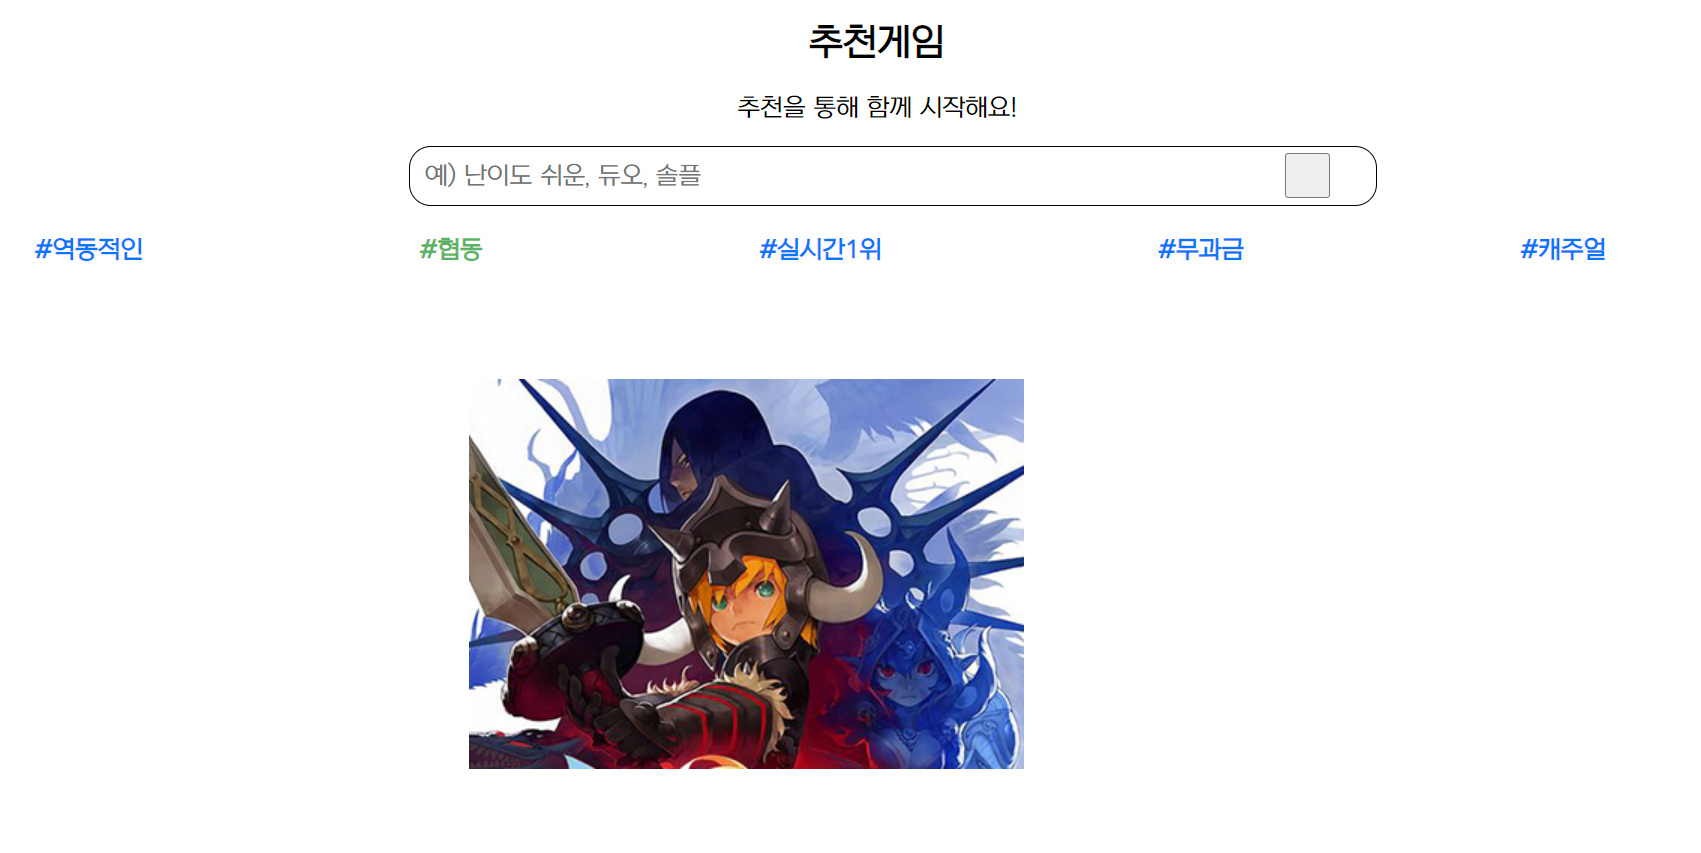 추천게임
추천을 통해 함께 시작해요!
예) 난이도 쉬운, 듀오, 솔플
#역동적인 #협동 #실시간1위 #무과금 #캐주얼